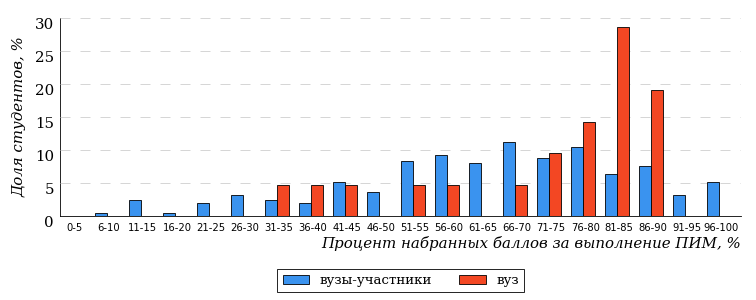 Доля студентов, %
30
25
20
15
10
5
0
0-5 6-10 11-15 16-20 21-25 26-30 31-35 36-40 41-45 46-50 51-55 56-60 61-65 66-70 71-75 76-80 81-85 86-90 91-95 96-100
Процент набранных баллов за выполнение ПИМ, %
вузы-участники вуз